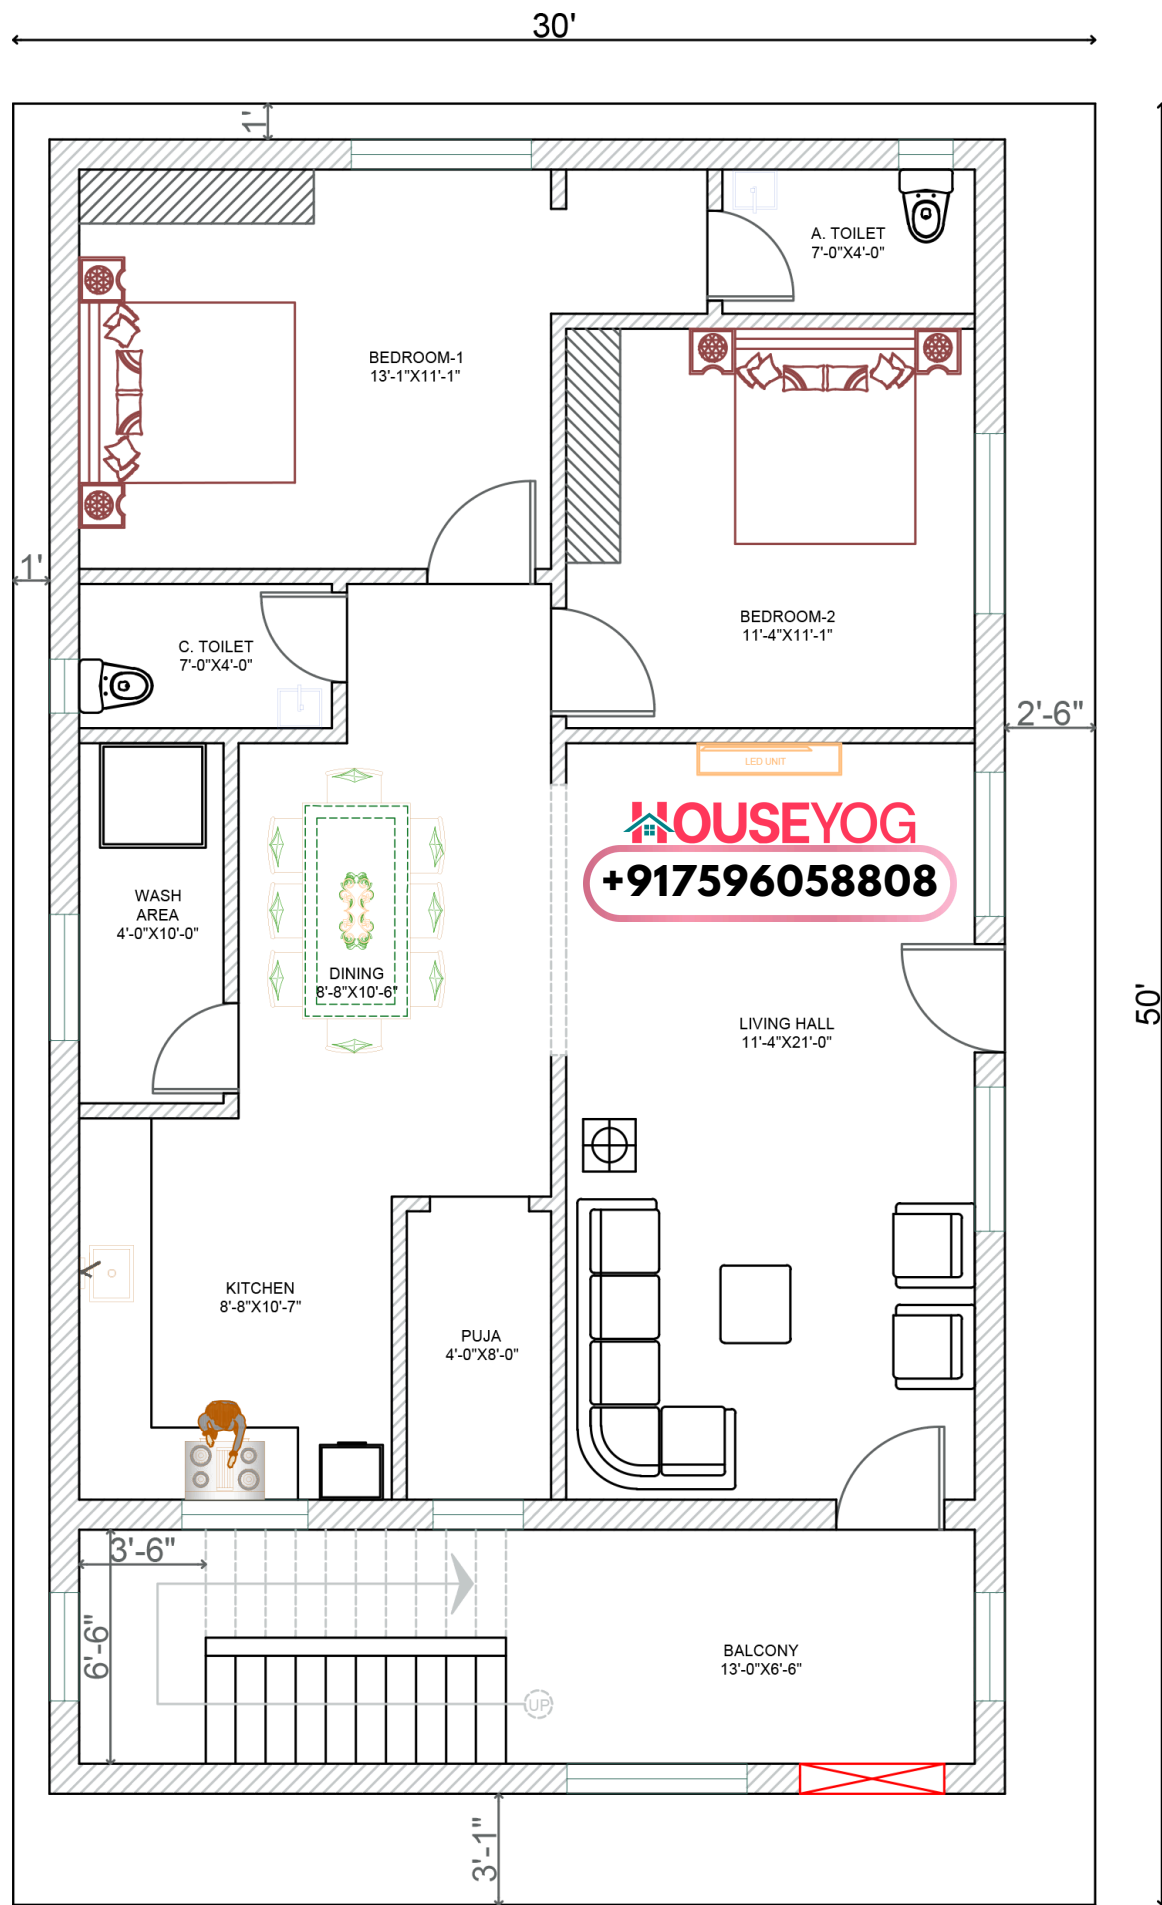 30'
1'
A. TOILET
7'-0"X4'-0"
BEDROOM-1
13'-1"X11'-1"
1'
BEDROOM-2
11'-4"X11'-1"
C. TOILET
7'-0"X4'-0"
2'-6"
LED UNIT
HOUSEYOG
+917596058808
WASH
AREA
4'-0"X10'-0"
DINING
8'-8"X10'-6"
50'
LIVING HALL
11'-4"X21'-0"
KITCHEN
8'-8"X10'-7"
PUJA
4'-0"X8'-0"
3'-6"
6'-6"
BALCONY
13'-0"X6'-6"
UP
3'-1"